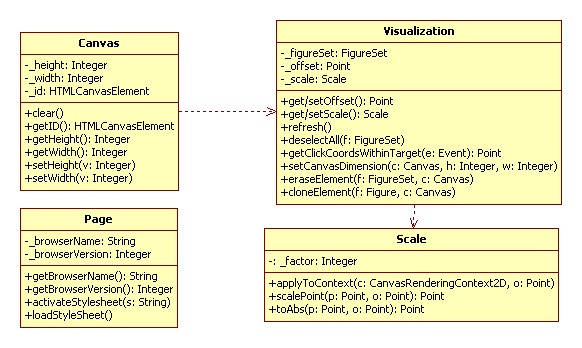 Canvas
-_height: Integer
-_width: Integer
-_id: HTMLCanvasElement
+clear()
+getID(): HTMLCanvasElement
+getHeight(): Integer
+getWidth(): Integer
+setHeight(v: Integer)
+setWidth(v: Integer)
Visualization
-_figureSet: FigureSet
-_offset: Point
-_scale: Scale
+get/setOffset(): Point
+get/setScale(): Scale
+refresh()
+deselectAll(f: FigureSet)
+getClickCoordsWithinTarget(e: Event): Point
+setCanvasDimension(c: Canvas, h: Integer, w: Integer)
+eraseElement(f: FigureSet, c: Canvas)
+cloneElement(f: Figure, c: Canvas)
Page
-_browserName: String
-_browserVersion: Integer
+getBrowserName(): String
+getBrowserVersion(): Integer
+activateStylesheet(s: String)
+loadStyleSheet()
Scale
-: _factor: Integer
+applyToContext(c: CanvasRenderingContext2D, o: Point)
+scalePoint(p: Point, o: Point): Point
+toAbs(p: Point, o: Point): Point